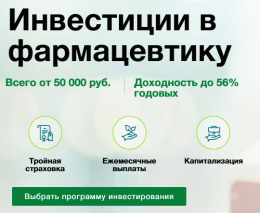 Инвестиции в
фармацевтику
Всего от 50 000 руб.
Доходность до 56%
годовых
Тройная
страховка
Ежемесячные
выплаты
Капитализация
Выбрать программу инвестирования